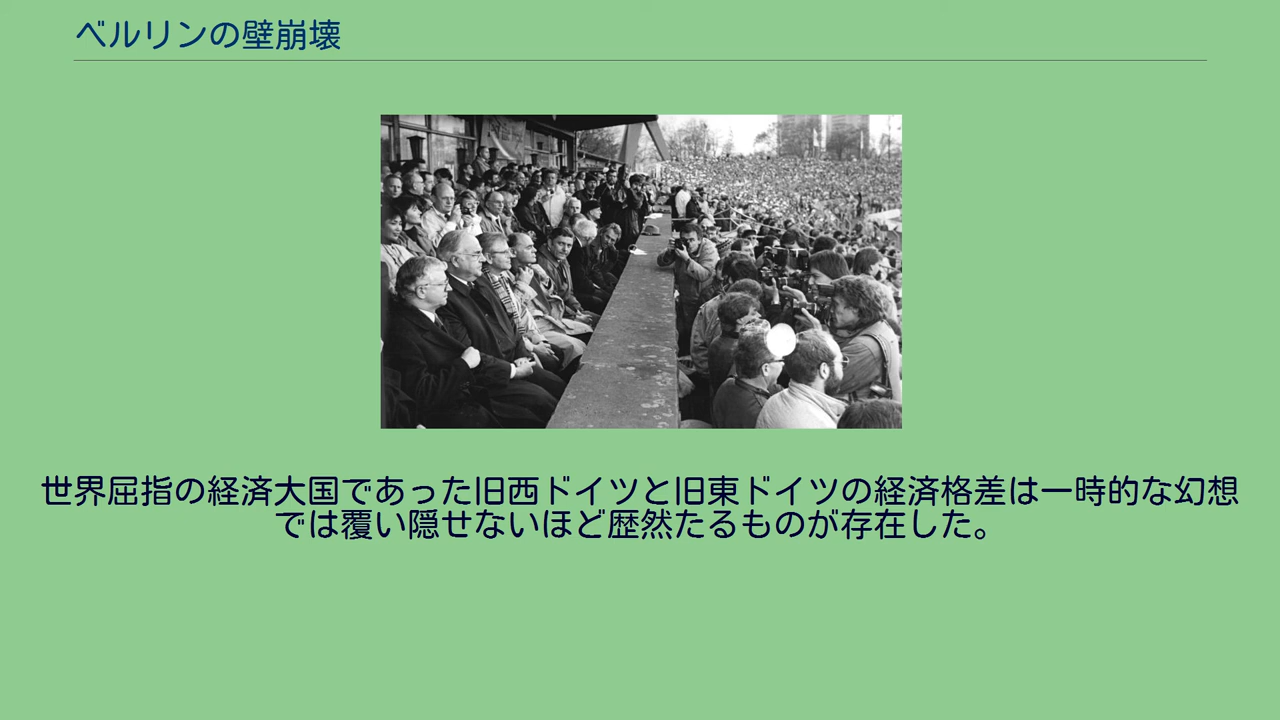 ベルリンの壁崩壊
世界屈指の経済大国であった旧西ドイツと旧東ドイツの経済格差は一時的な幻想
では覆い隠せないほど歴然たるものが存在した。